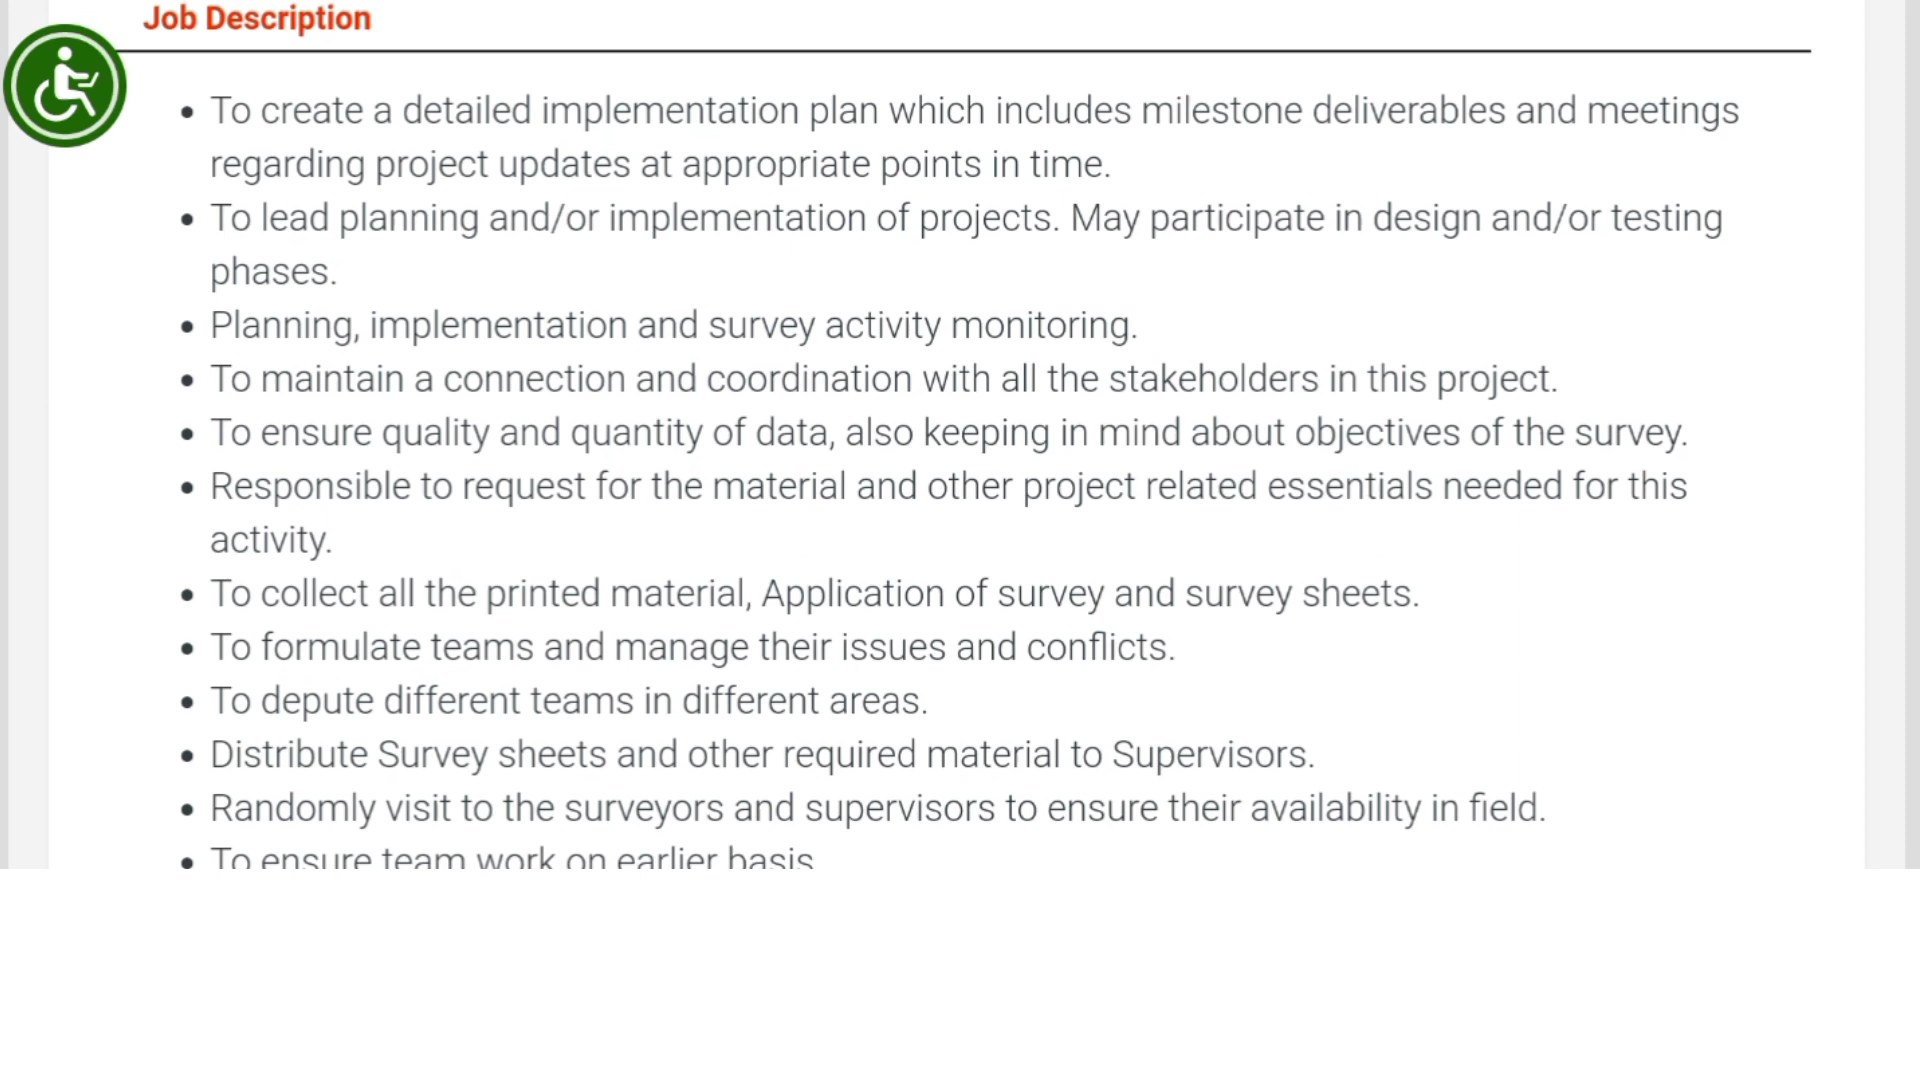 Job Description
• To create a detailed implementation plan which includes milestone deliverables and meetings
regarding project updates at appropriate points in time.
• To lead planning and/or implementation of projects. May participate in design and/or testing
phases.
• Planning, implementation and survey activity monitoring.
• To maintain a connection and coordination with all the stakeholders in this project.
• To ensure quality and quantity of data, also keeping in mind about objectives of the survey.
• Responsible to request for the material and other project related essentials needed for this
activity.
• To collect all the printed material, Application of survey and survey sheets.
• To formulate teams and manage their issues and conflicts.
• To depute different teams in different areas.
• Distribute Survey sheets and other required material to Supervisors.
• Randomly visit to the surveyors and supervisors to ensure their availability in field.
• To ensure team work on earlier basis